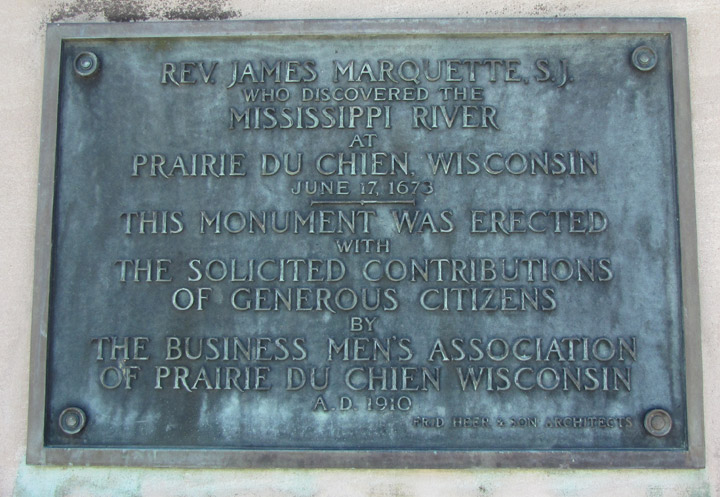 REV. JAMES MARQUETTE, S.J.
WHO DISCOVERED THE
MISSISSIPPI RIVER
AT
PRAIRIE DU CHIEN, WISCONSIN
JUNE 17, 1673
THIS MONUMENT WAS ERECTED
WITH
THE SOLICITED CONTRIBUTIONS
OF GENEROUS CITIZENS
BY
THE BUSINESS MEN'S ASSOCIATION
OF PRAIRIE DU CHIEN WISCONSIN
A.D. 1910
FR.D. HEER & SON ARCHITECTS